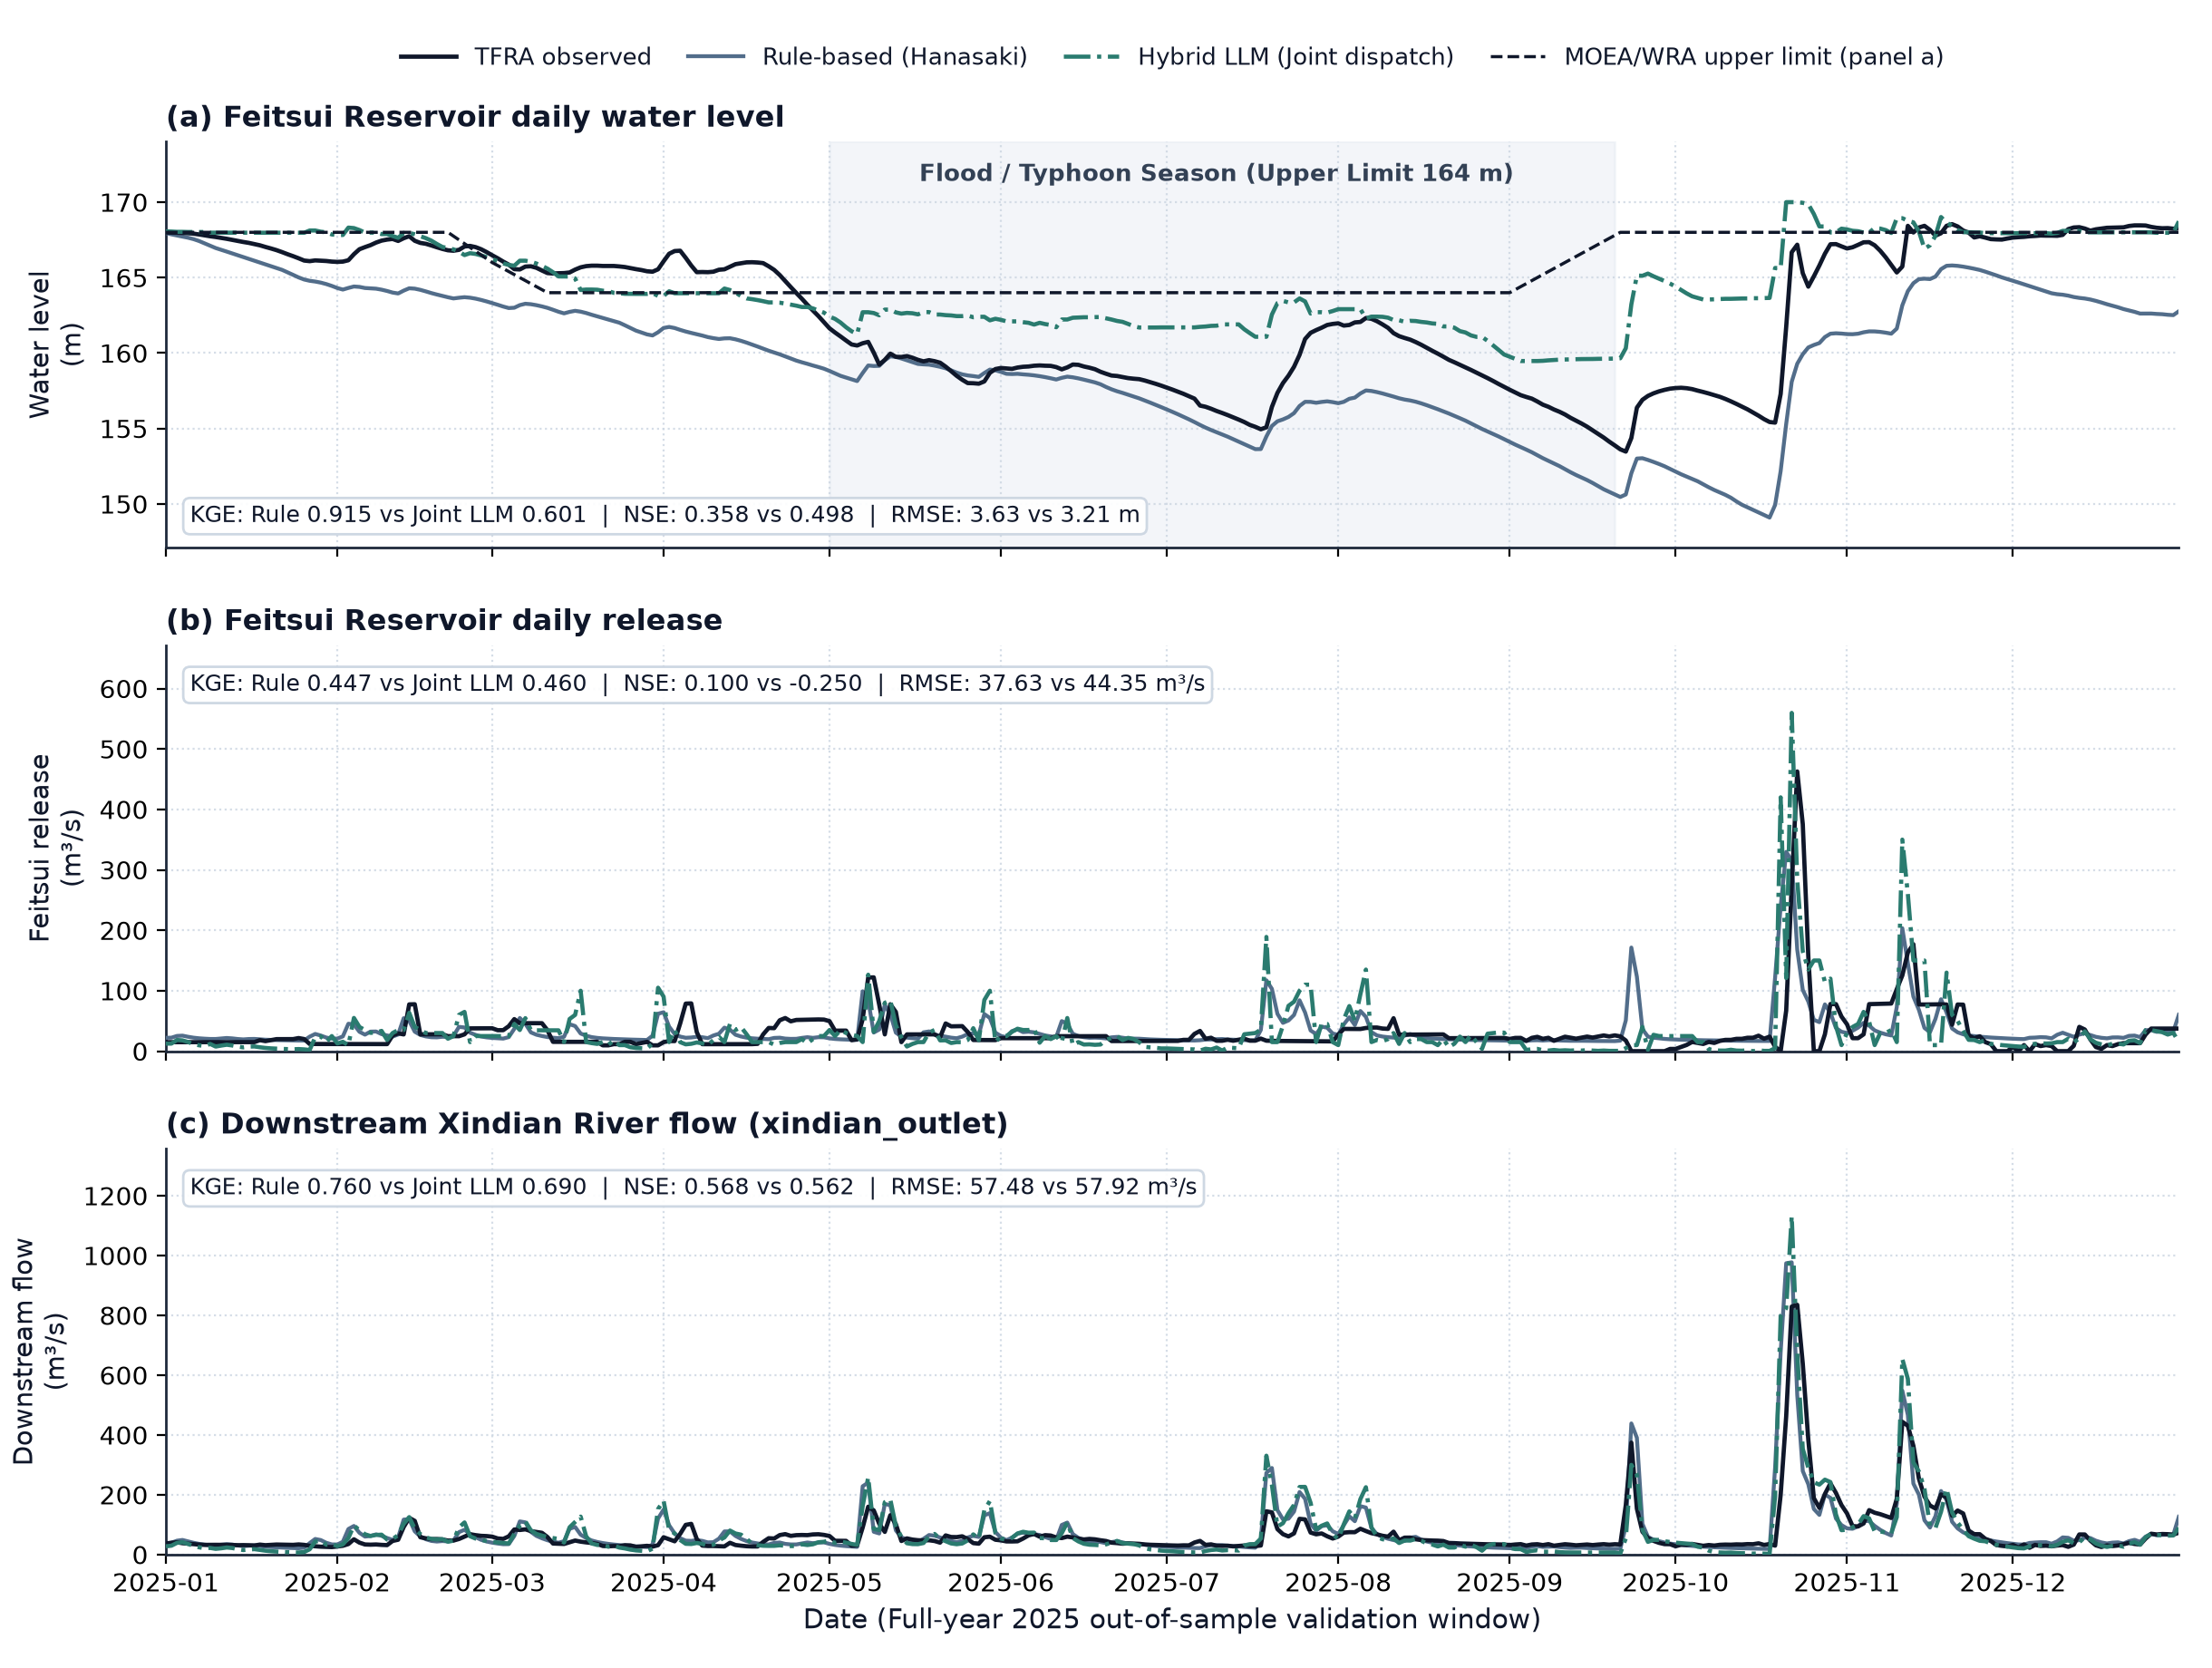 TFRA observed
Rule-based (Hanasaki)
Hybrid LLM (Joint dispatch)
MOEA/WRA upper limit (panel a)
(a) Feitsui Reservoir daily water level
Flood / Typhoon Season (Upper Limit 164 m)
Water level
(m)
170
165
160
155
150
KGE: Rule 0.915 vs Joint LLM 0.601 | NSE: 0.358 vs 0.498 | RMSE: 3.63 vs 3.21 m
(b) Feitsui Reservoir daily release
KGE: Rule 0.447 vs Joint LLM 0.460 | NSE: 0.100 vs -0.250 | RMSE: 37.63 vs 44.35 m³/s
Feitsui release
(m³/s)
600
500
400
300
200
100
0
(c) Downstream Xindian River flow (xindian_outlet)
KGE: Rule 0.760 vs Joint LLM 0.690 | NSE: 0.568 vs 0.562 | RMSE: 57.48 vs 57.92 m³/s
Downstream flow
(m³/s)
1200
1000
800
600
400
200
0
2025-01 2025-02 2025-03 2025-04 2025-05 2025-06 2025-07 2025-08 2025-09 2025-10 2025-11 2025-12
Date (Full-year 2025 out-of-sample validation window)